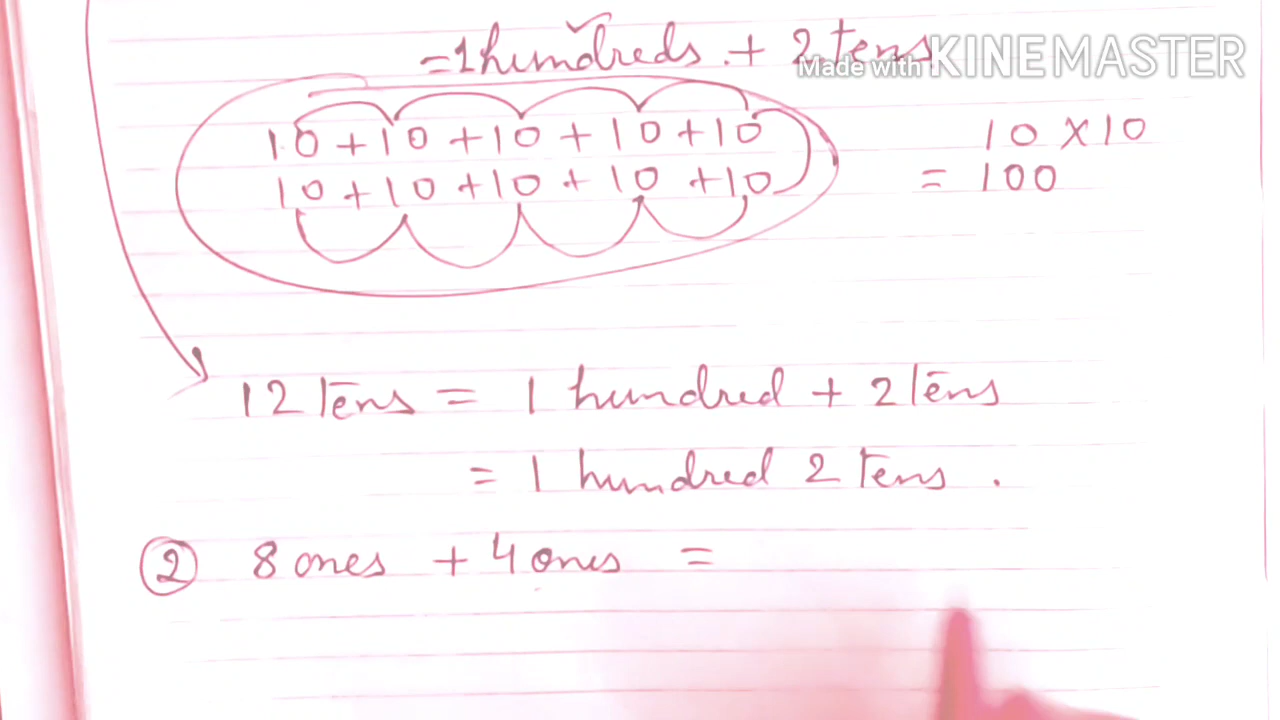 =1 hundreds . + 2 tens
Made with KINEMASTER
10 + 10 + 10 + 10 + 10
10 + 10 + 10 + 10 + 10
10 × 10
= 100
12 Tens = 1 hundred + 2 Tens
= 1 hundred 2 Tens .
2 8 ones + 4 ones =